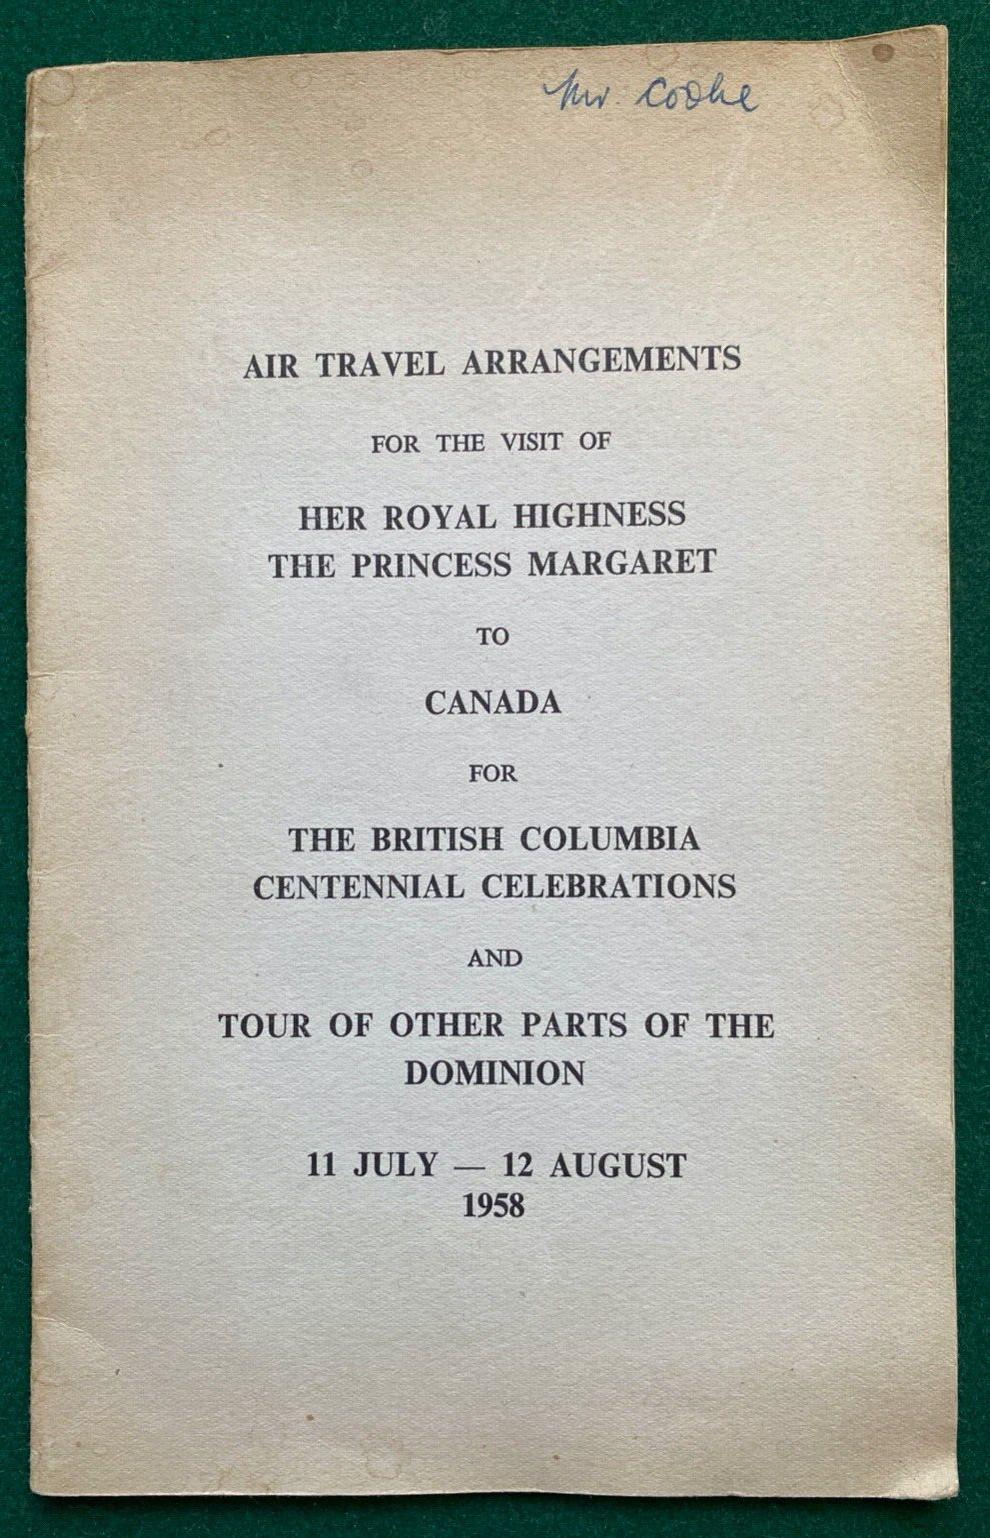 Mr. Cooke
AIR TRAVEL ARRANGEMENTS
FOR THE VISIT OF
HER ROYAL HIGHNESS
THE PRINCESS MARGARET
TO
CANADA
FOR
THE BRITISH COLUMBIA
CENTENNIAL CELEBRATIONS
AND
TOUR OF OTHER PARTS OF THE
DOMINION
11 JULY — 12 AUGUST
1958